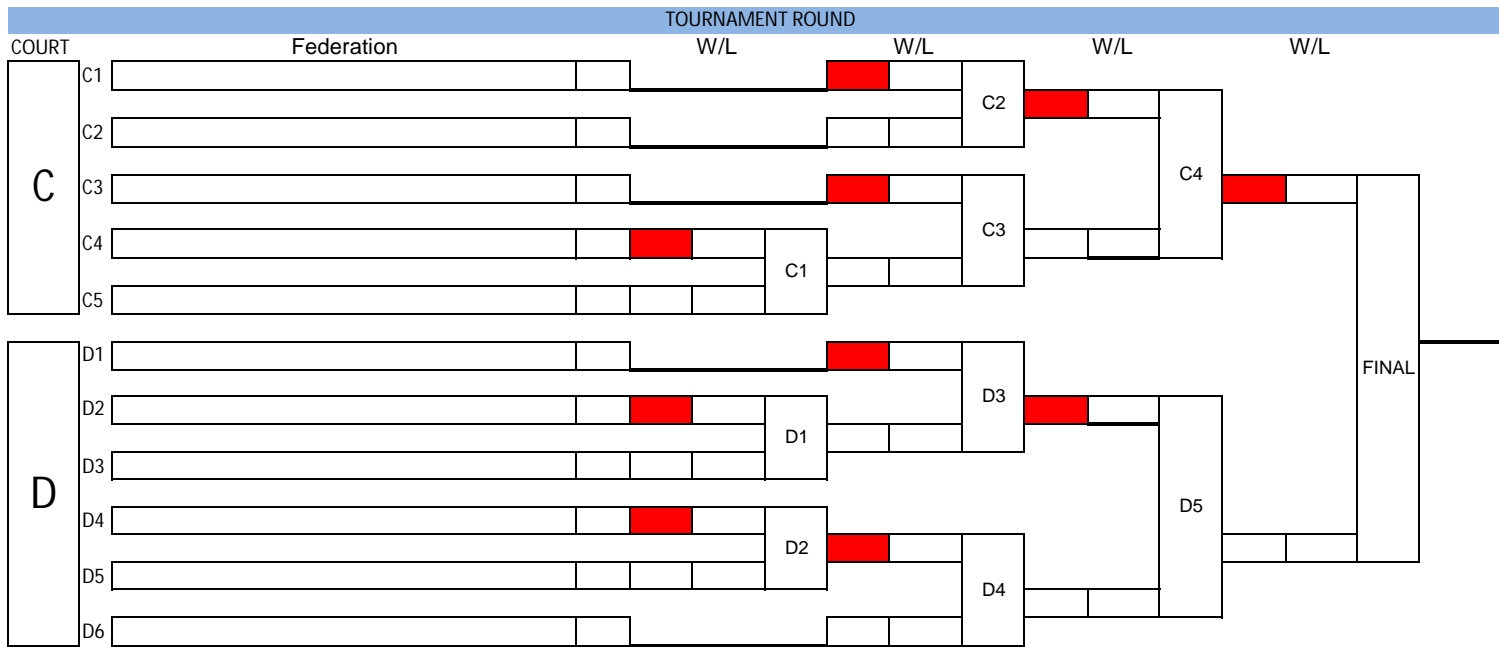 TOURNAMENT ROUND
COURT Federation W/L W/L W/L W/L
C1
C2
C2
C
C3
C4
C4
C3
C1
C5
D1
FINAL
D2
D3
D1
D3
D
D4
D5
D2
D5
D4
D6